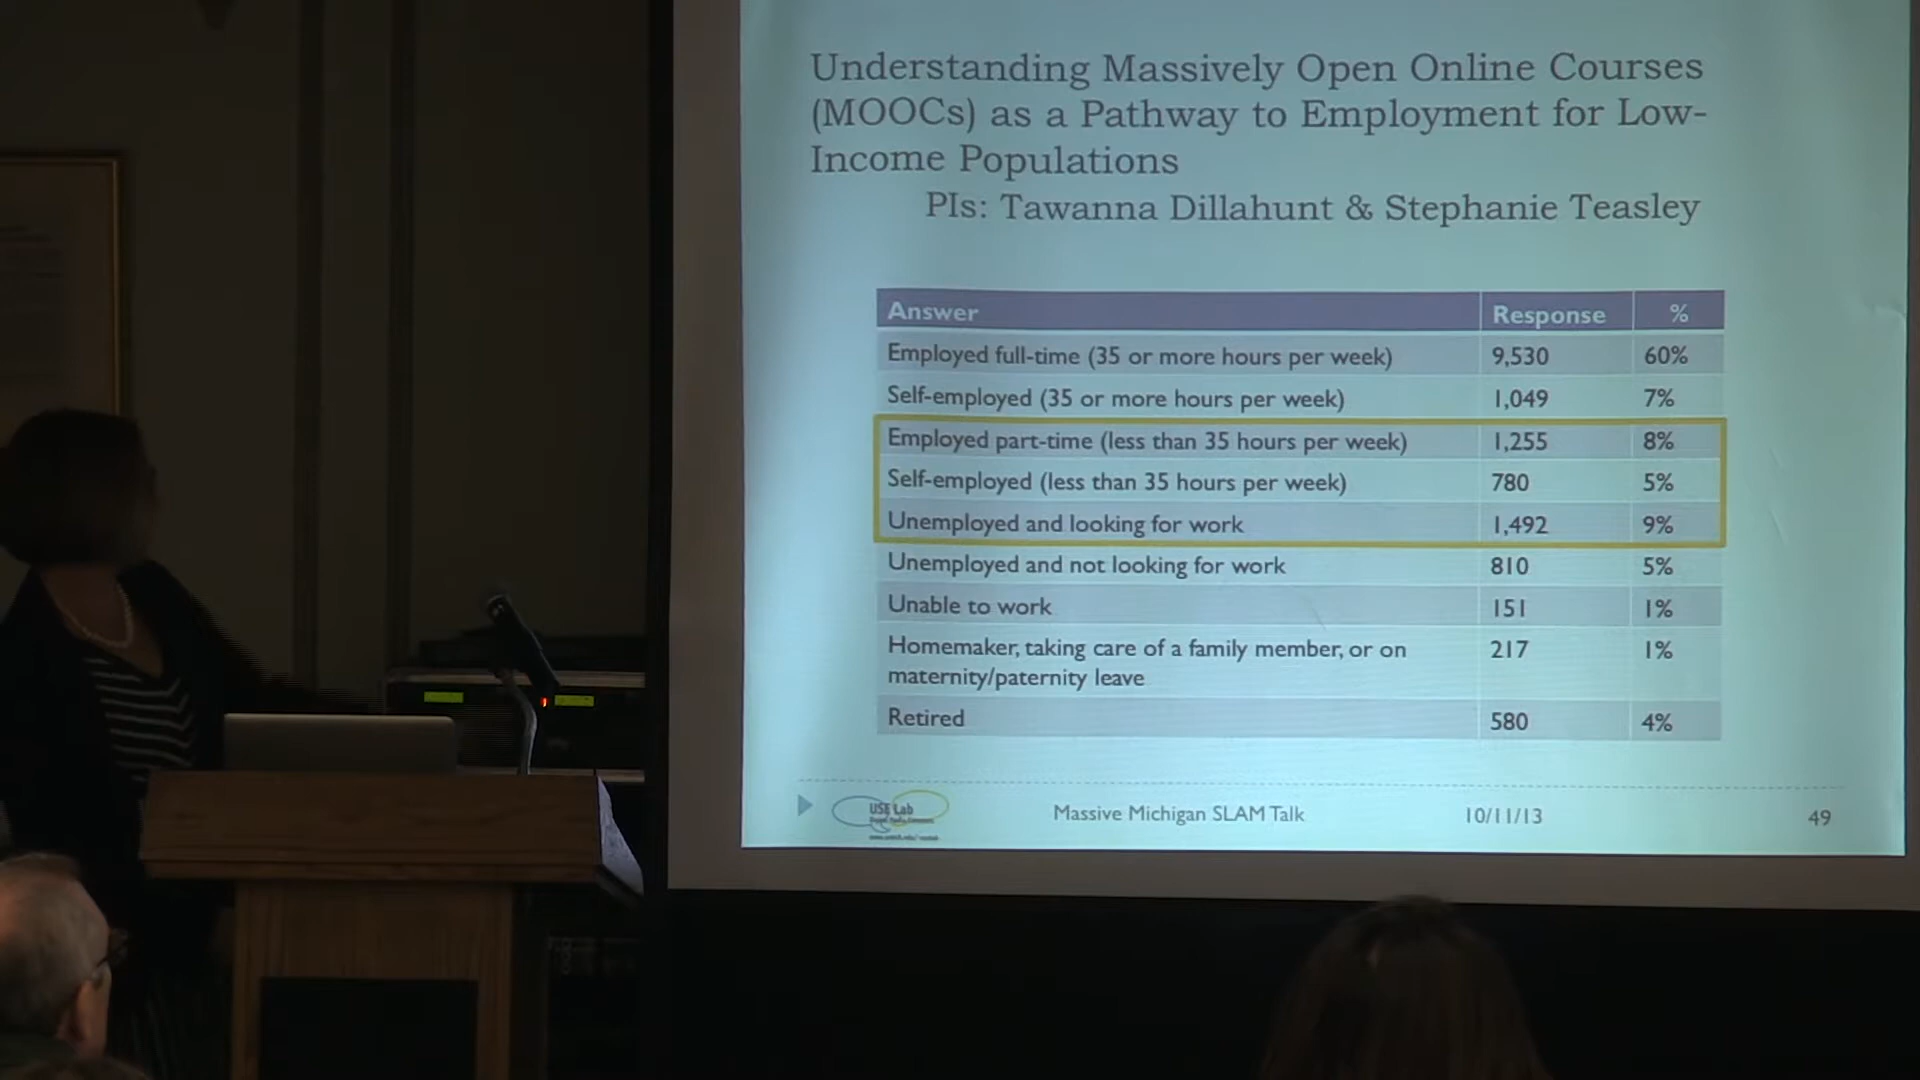 Understanding Massively Open Online Courses
(MOOCs) as a Pathway to Employment for Low-
Income Populations
PIs: Tawanna Dillahunt & Stephanie Teasley
Answer Response %
Employed full-time (35 or more hours per week) 9,530 60%
Self-employed (35 or more hours per week) 1,049 7%
Employed part-time (less than 35 hours per week) 1,255 8%
Self-employed (less than 35 hours per week) 780 5%
Unemployed and looking for work 1,492 9%
Unemployed and not looking for work 810 5%
Unable to work 151 1%
Homemaker, taking care of a family member, or on 217 1%
maternity/paternity leave
Retired 580 4%
USE Lab
Massive Michigan SLAM Talk 10/11/13 49